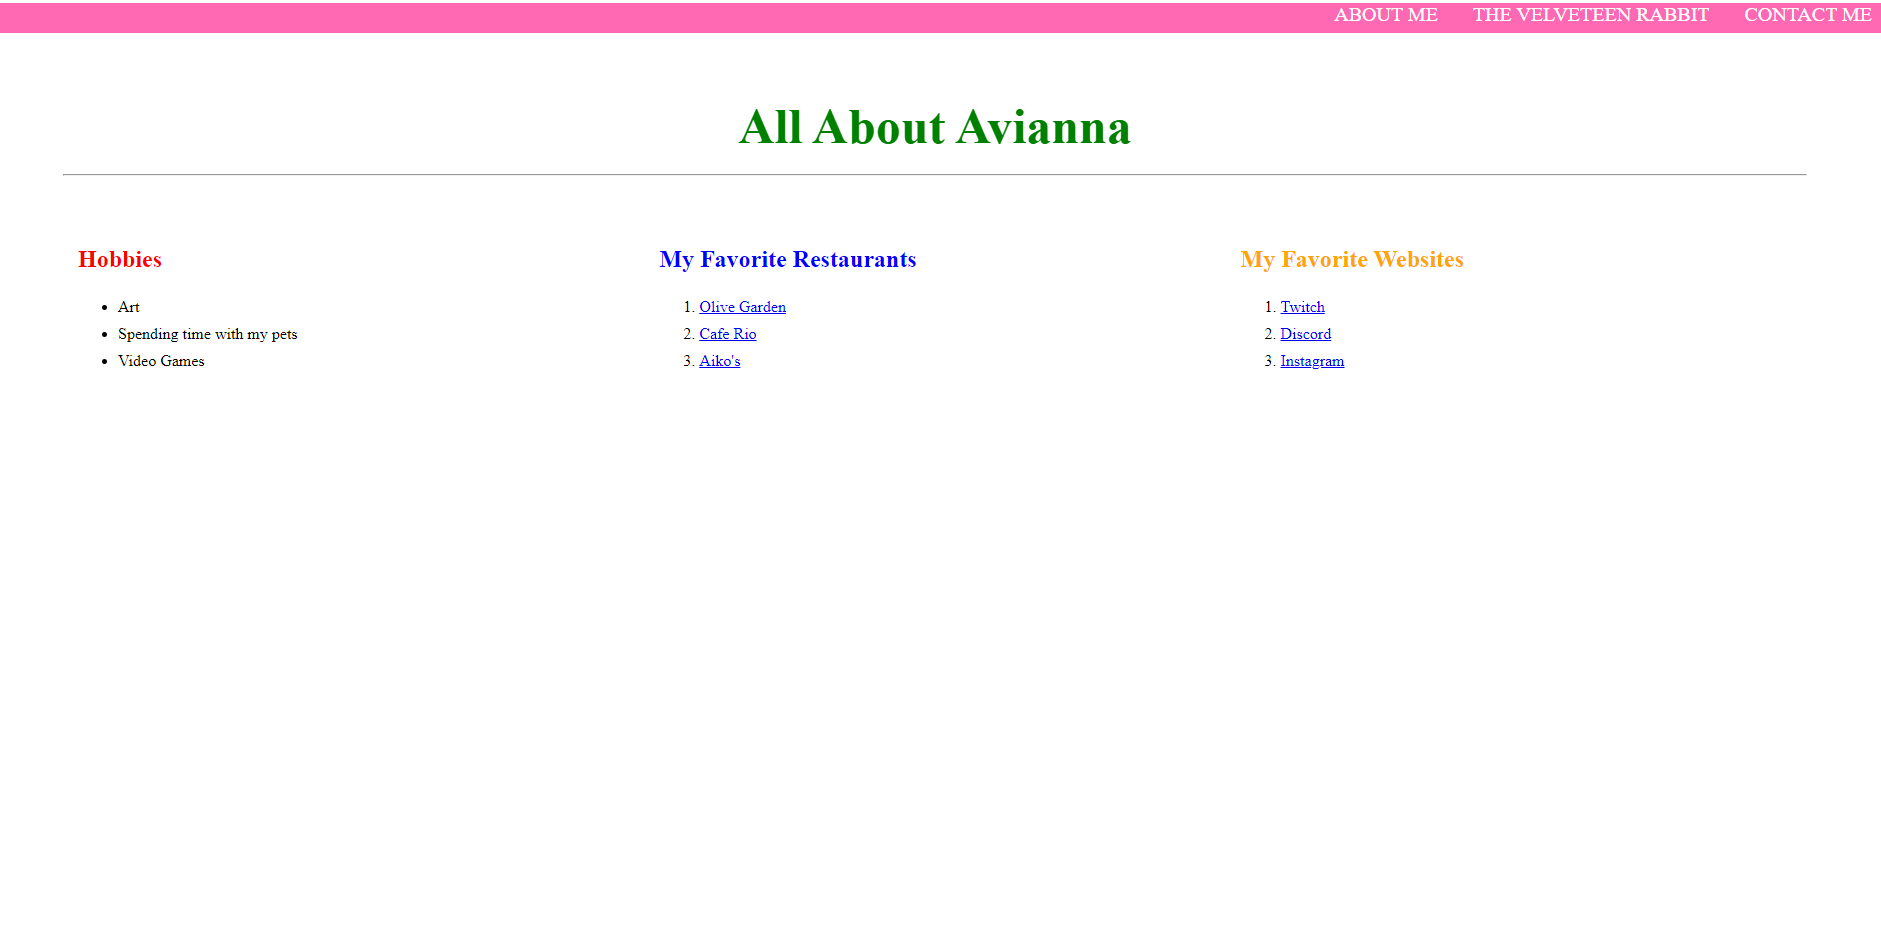 ABOUT ME THE VELVETEEN RABBIT CONTACT ME
All About Avianna
Hobbies
• Art
• Spending time with my pets
• Video Games
My Favorite Restaurants
1. Olive Garden
2. Cafe Rio
3. Aiko's
My Favorite Websites
1. Twitch
2. Discord
3. Instagram